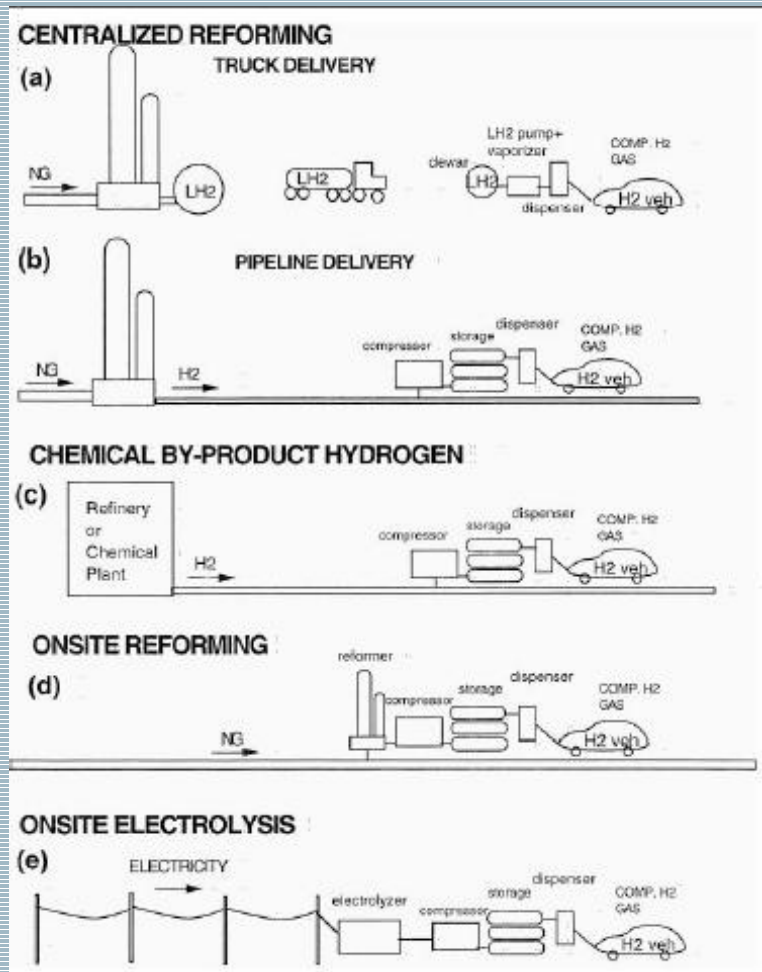 CENTRALIZED REFORMING
(a)
TRUCK DELIVERY
NG
LH2
LH2
dewar
LH2
LH2 pump+
vaporizer
dispenser
COMP. H2
GAS
H2 veh
(b)
PIPELINE DELIVERY
NG
H2
compressor
storage
dispenser
COMP. H2
GAS
H2 veh
CHEMICAL BY-PRODUCT HYDROGEN
(c)
Refinery
or
Chemical
Plant
H2
compressor
storage
dispenser
COMP. H2
GAS
H2 veh
ONSITE REFORMING
(d)
NG
reformer
compressor
storage
dispenser
COMP. H2
GAS
H2 veh
ONSITE ELECTROLYSIS
(e)
ELECTRICITY
electrolyzer
compressor
storage
dispenser
COMP. H2
GAS
H2 veh